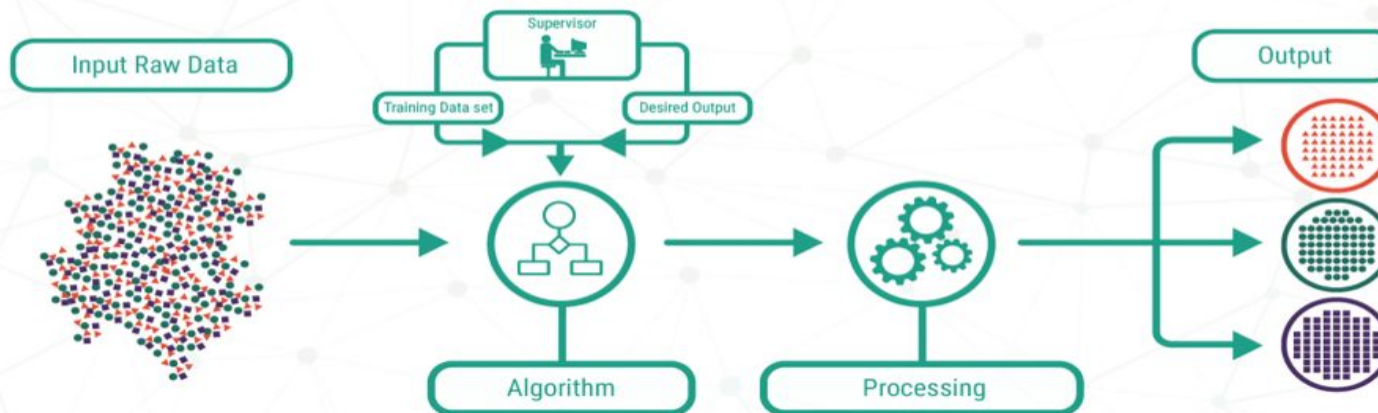 Supervisor
Input Raw Data
Output
Training Data set
Desired Output
Algorithm
Processing